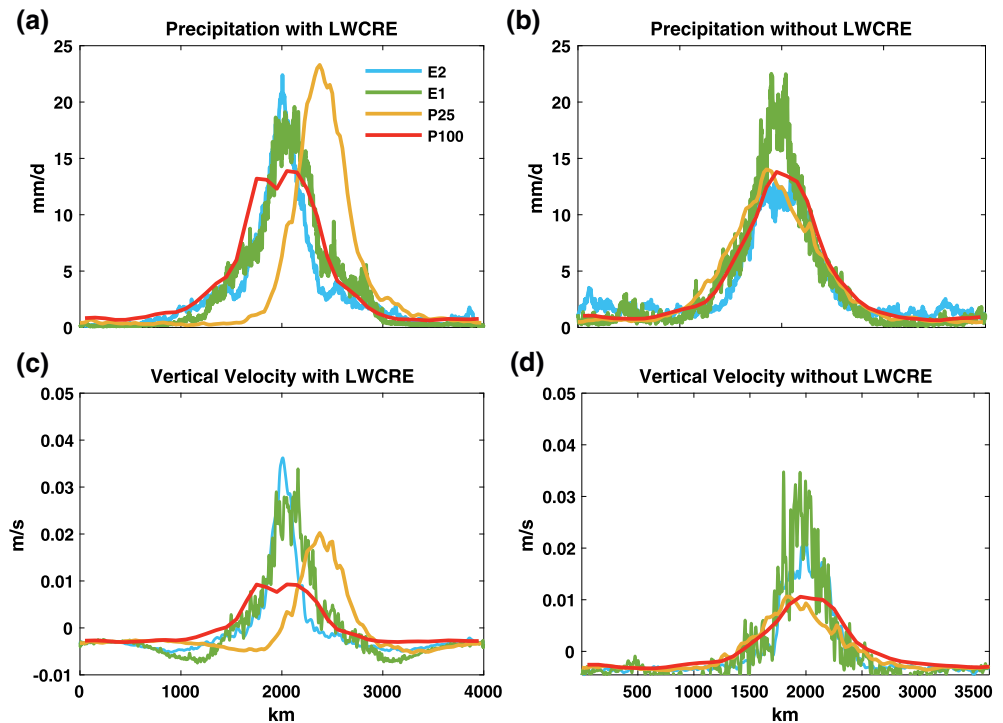 (a)
Precipitation with LWCRE
25
20
15
10
5
0
mm/d
E2
E1
P25
P100
(b)
Precipitation without LWCRE
25
20
15
10
5
0
mm/d
(c)
Vertical Velocity with LWCRE
0.05
0.04
0.03
0.02
0.01
0
-0.01
m/s
0 1000 2000 3000 4000
km
(d)
Vertical Velocity without LWCRE
0.05
0.04
0.03
0.02
0.01
0
m/s
500 1000 1500 2000 2500 3000 3500
km